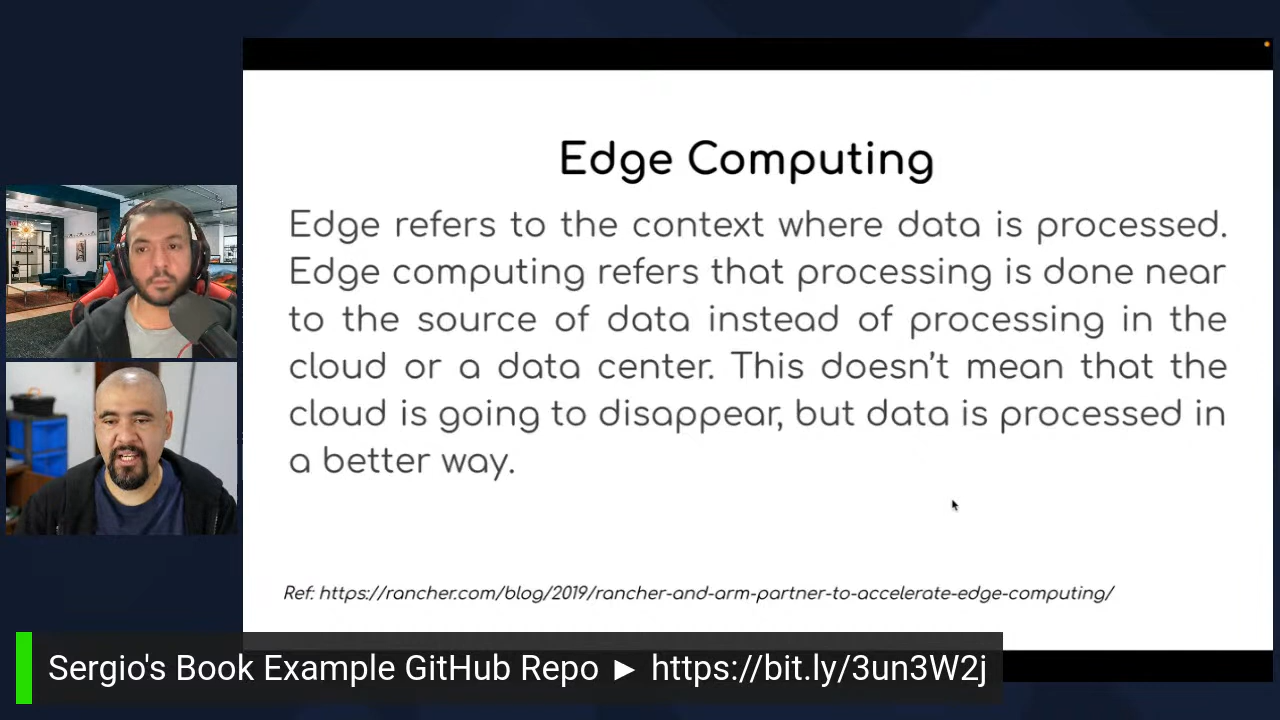 Edge Computing
Edge refers to the context where data is processed.
Edge computing refers that processing is done near
to the source of data instead of processing in the
cloud or a data center. This doesn't mean that the
cloud is going to disappear, but data is processed in
a better way.
Ref: https://rancher.com/blog/2019/rancher-and-arm-partner-to-accelerate-edge-computing/
Sergio's Book Example GitHub Repo ► https://bit.ly/3un3W2j